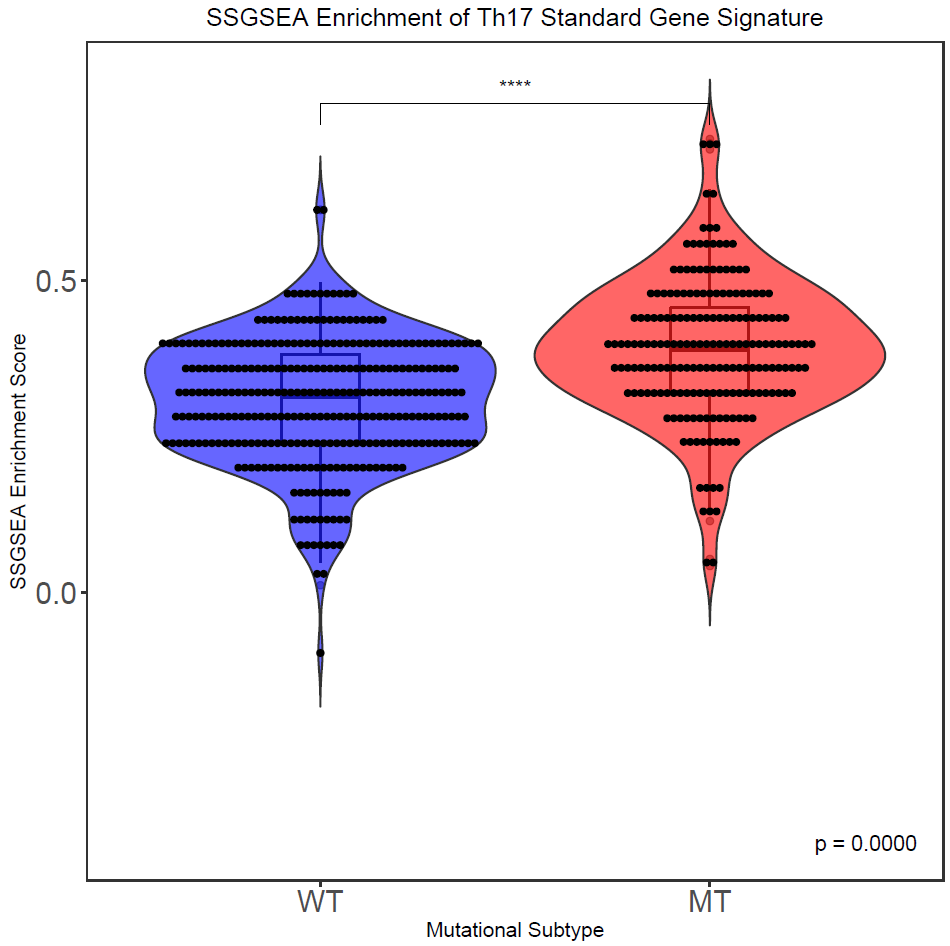 SSGSEA Enrichment of Th17 Standard Gene Signature
****
SSGSEA Enrichment Score
0.5
0.0
p = 0.0000
WT
MT
Mutational Subtype